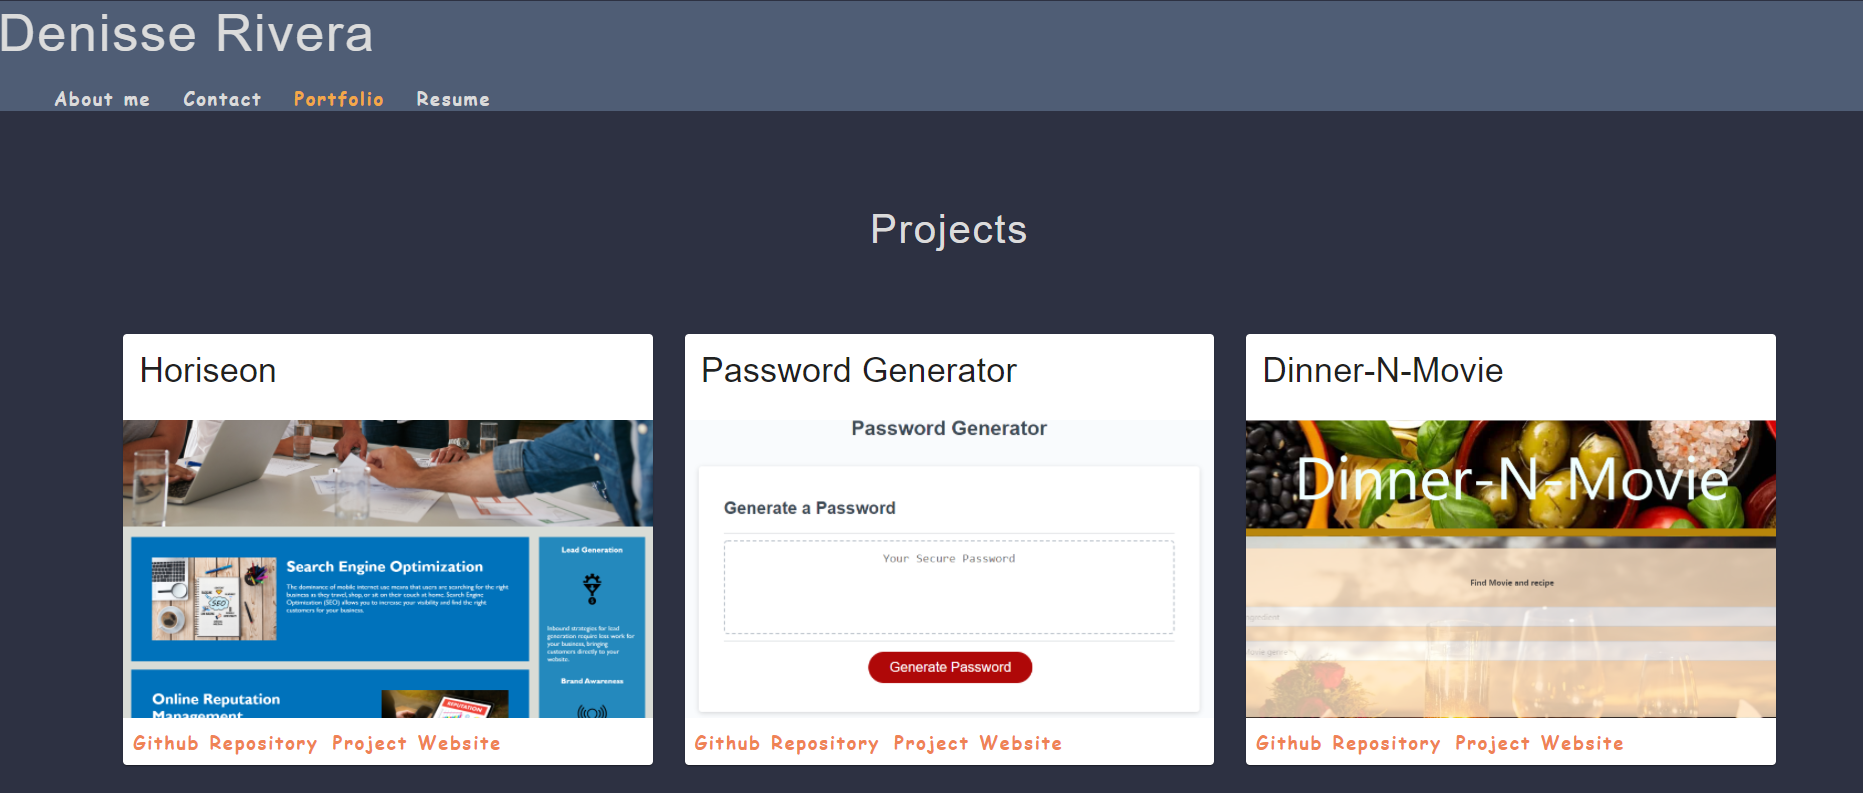 Denisse Rivera
About me Contact Portfolio Resume
Projects
Horiseon
Search Engine Optimization
The dominance of mobile internet use means that users are searching for the right
business as they travel, shop, or sit on their couch at home. Search Engine
Optimization (SEO) allows you to increase your visibility and find the right
customers for your business.
Online Reputation
Management
REPUTATION
SEO
Lead Generation
Inbound strategies for lead
generation require less work for
your business, bringing
customers directly to your
website.
Brand Awareness
Github Repository Project Website
Password Generator
Password Generator
Generate a Password
Your Secure Password
Generate Password
Github Repository Project Website
Dinner-N-Movie
Dinner-N-Movie
Find Movie and recipe
Movie genre
Github Repository Project Website